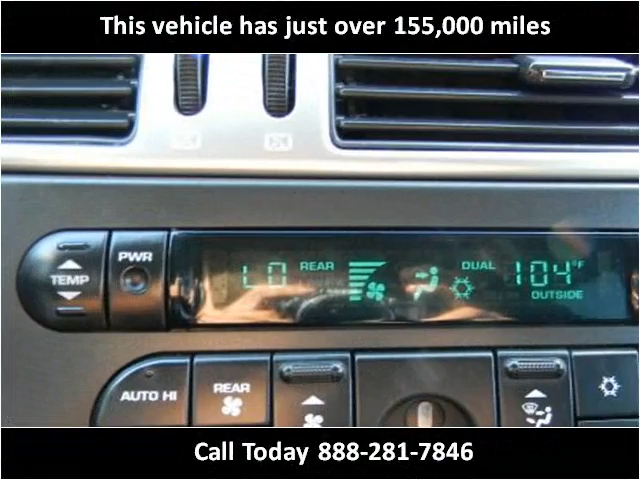 This vehicle has just over 155,000 miles
PWR
TEMP
LO REAR DUAL 104°F
OUTSIDE
AUTO HI
REAR
Call Today 888-281-7846